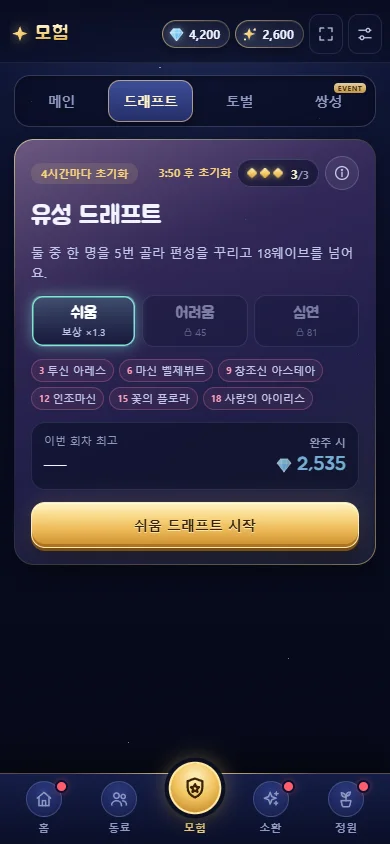 모험
4,200
2,600
메인
드래프트
토벌
쌍성
EVENT
4시간마다 초기화
3:50 후 초기화
3/3
유성 드래프트
둘 중 한 명을 5번 골라 편성을 꾸리고 18웨이브를 넘어
요.
쉬움
보상 ×1.3
어려움
45
심연
81
3 투신 아레스
6 마신 벨제뷔트
9 창조신 아스테아
12 인조마신
15 꽃의 플로라
18 사랑의 아이리스
이번 회차 최고
—
완주 시
2,535
쉬움 드래프트 시작
홈
동료
모험
소환
정원